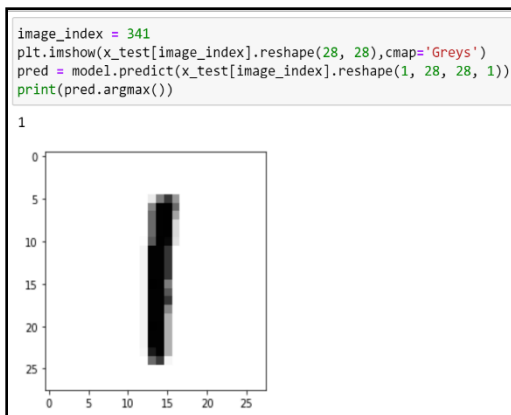 image_index = 341
plt.imshow(x_test[image_index].reshape(28, 28),cmap='Greys')
pred = model.predict(x_test[image_index].reshape(1, 28, 28, 1))
print(pred.argmax())
1
0
5
10
15
20
25
0 5 10 15 20 25